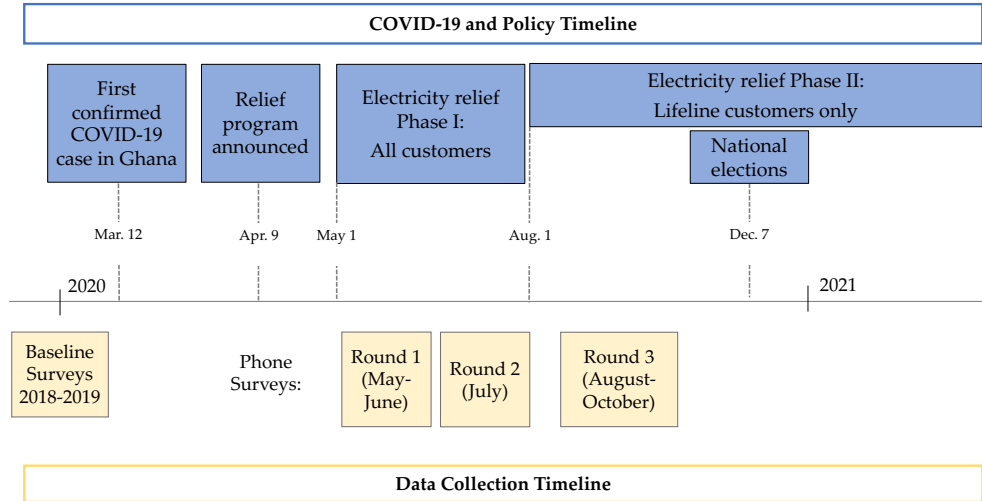 COVID-19 and Policy Timeline
First
confirmed
COVID-19
case in Ghana
Relief
program
announced
Electricity relief
Phase I:
All customers
Electricity relief Phase II:
Lifeline customers only
National
elections
Mar. 12
Apr. 9
May 1
Aug. 1
Dec. 7
2020
2021
Baseline
Surveys
2018-2019
Phone
Surveys:
Round 1
(May-
June)
Round 2
(July)
Round 3
(August-
October)
Data Collection Timeline